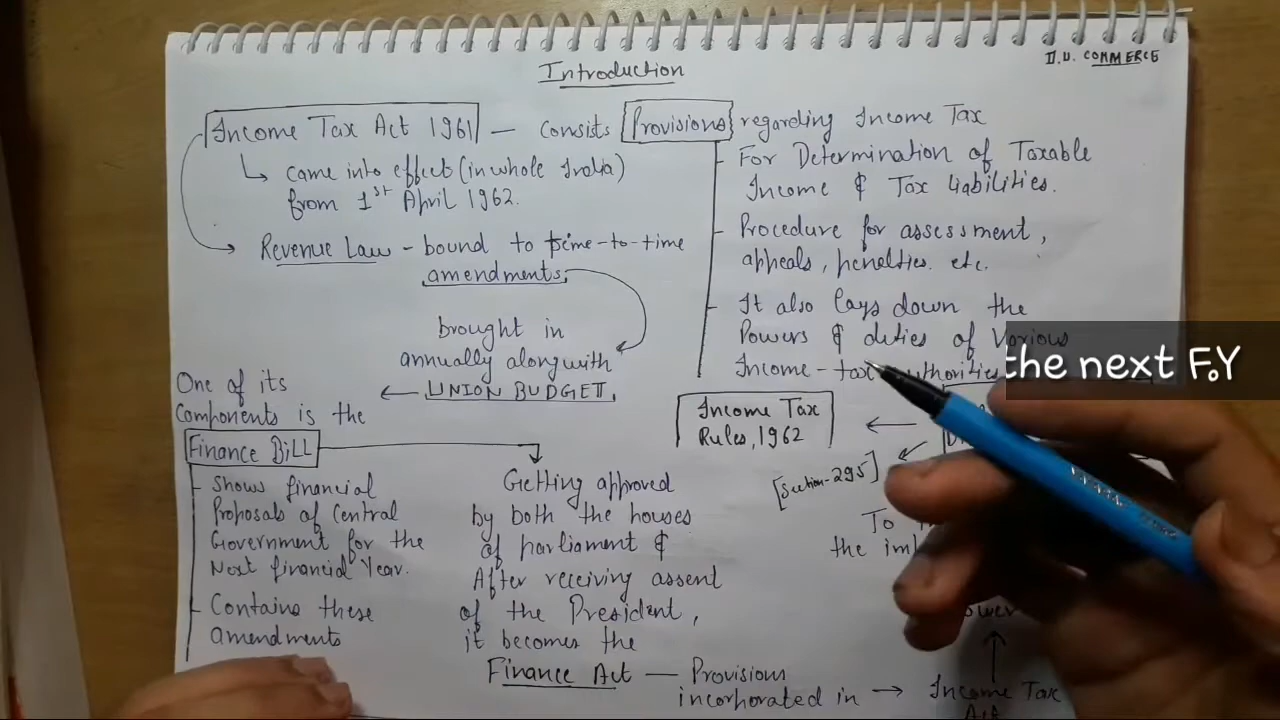 D.U. COMMERCE
Introduction
Income Tax Act 1961 — consists Provisions regarding Income Tax
↳ came into effect (in whole India)
from 1st April 1962.
Revenue Law – bound to time-to-time
amendments.
brought in
annually alongwith
UNION BUDGET.
– For Determination of Taxable
Income & Tax liabilities.
– Procedure for assessment,
appeals, penelties. etc.
– It also lays down the
Powers & duties of Various
Income-tax authorities
the next F.Y
One of its
Components is the
Finance Bill
– Shows financial
Proposals of Central
Government for the
Next financial Year.
– Contains these
amendments
Getting approved
by both the houses
of parliament &
After receiving assent
of the President,
it becomes the
Finance Act — Provisions
incorporated in → Income Tax
Act
Income Tax
Rules, 1962
[Section-295]
To
the